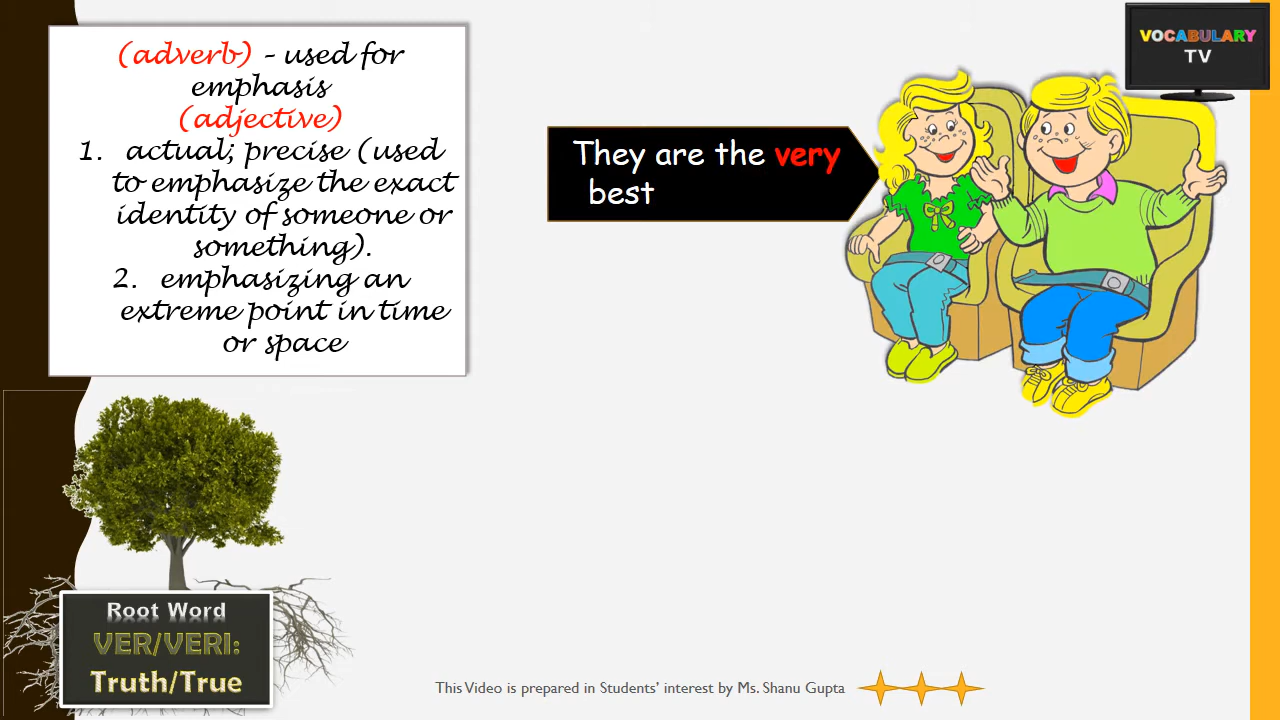 (adverb) – used for
emphasis
(adjective)
1. actual; precise (used
to emphasize the exact
identity of someone or
something).
2. emphasizing an
extreme point in time
or space
They are the very
best
VOCABULARY
TV
Root Word
VER/VERI:
Truth/True
This Video is prepared in Students’ interest by Ms. Shanu Gupta